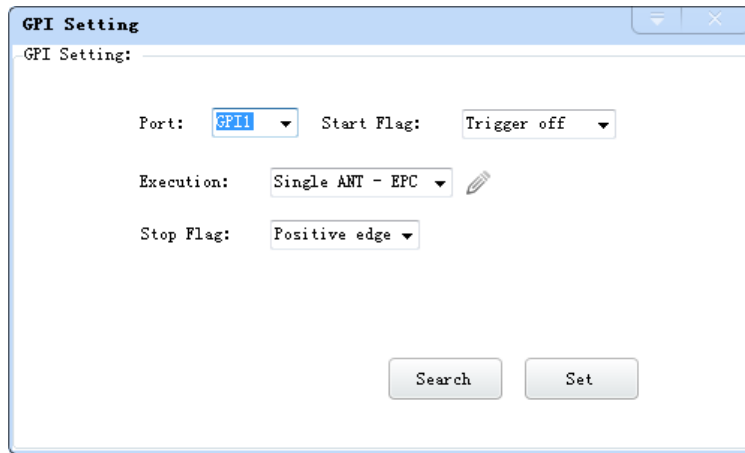 GPI Setting
GPI Setting:
Port: GPI1 Start Flag: Trigger off
Execution: Single ANT - EPC
Stop Flag: Positive edge
Search Set